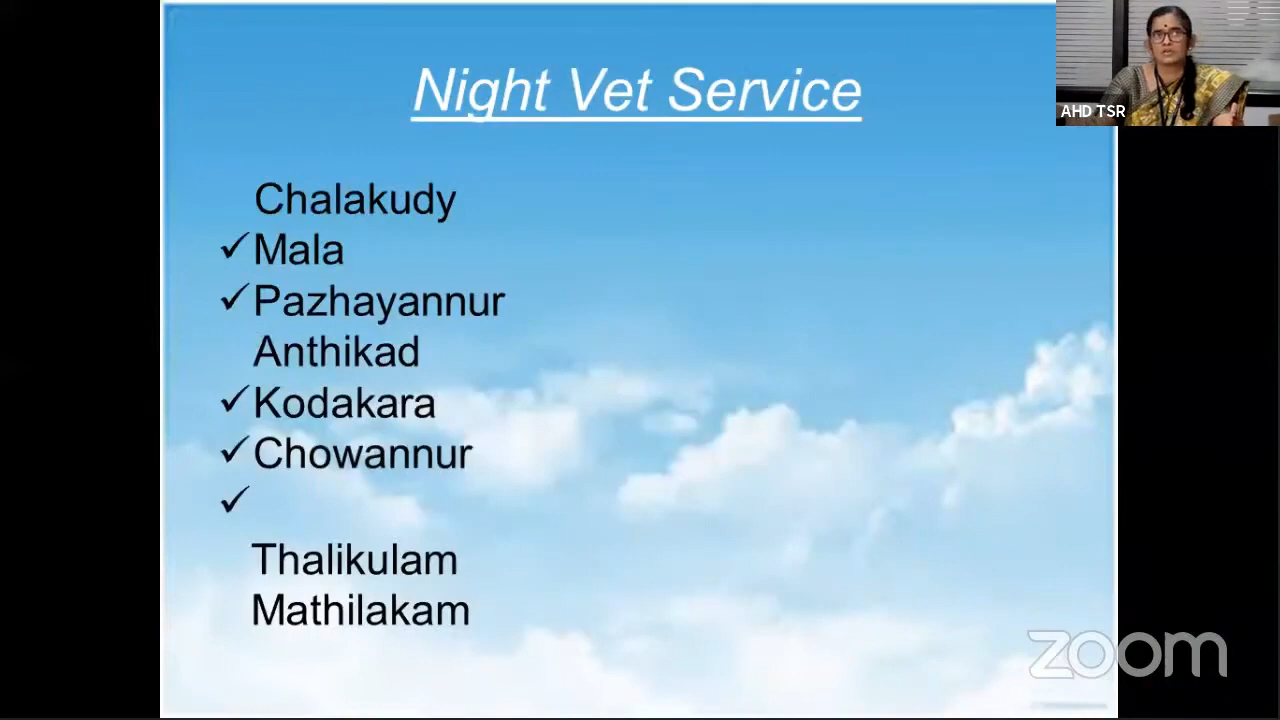 Night Vet Service
AHD TSR
Chalakudy
✓Mala
✓Pazhayannur
Anthikad
✓Kodakara
✓Chowannur
✓
Thalikulam
Mathilakam
zoom